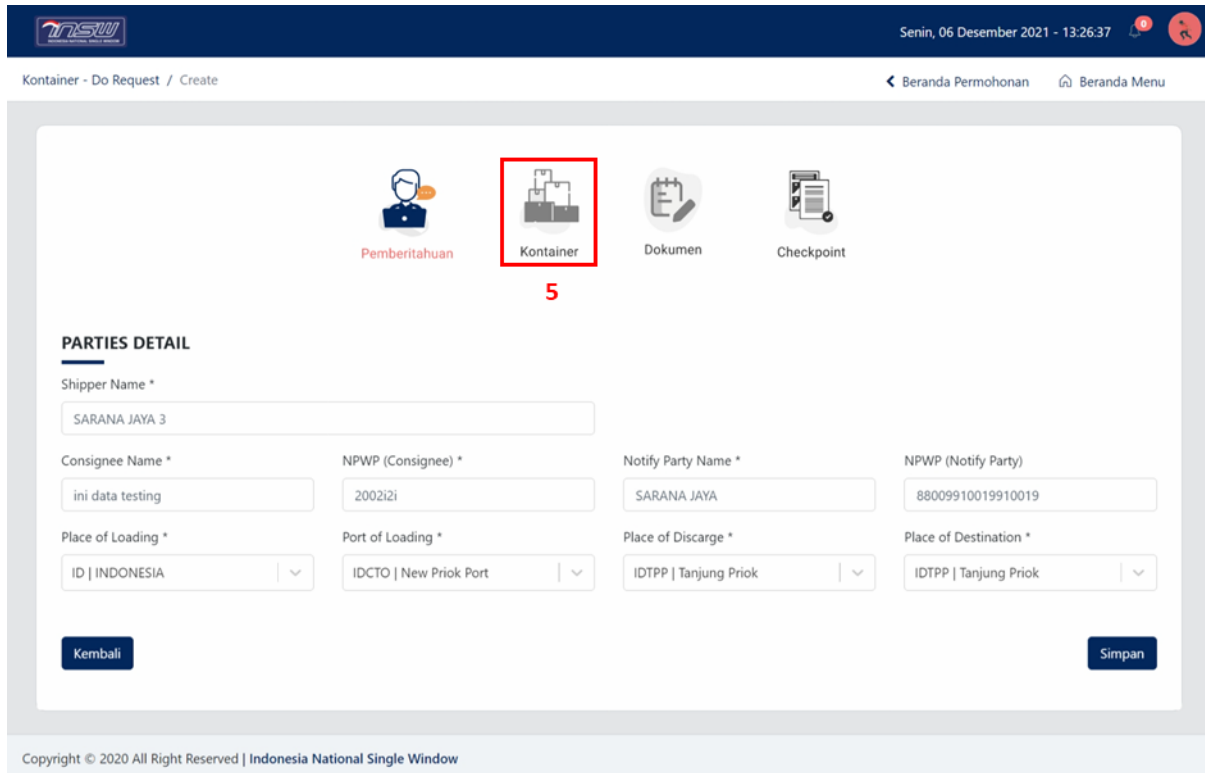 INSW
Senin, 06 Desember 2021 - 13:26:37 0
Kontainer - Do Request / Create Beranda Permohonan Beranda Menu
Pemberitahuan Kontainer Dokumen Checkpoint
5
PARTIES DETAIL
Shipper Name *
SARANA JAYA 3
Consignee Name * NPWP (Consignee) * Notify Party Name * NPWP (Notify Party)
ini data testing 2002i2i SARANA JAYA 88009910019910019
Place of Loading * Port of Loading * Place of Discarge * Place of Destination *
ID | INDONESIA IDCTO | New Priok Port IDTPP | Tanjung Priok IDTPP | Tanjung Priok
Kembali Simpan
Copyright © 2020 All Right Reserved | Indonesia National Single Window